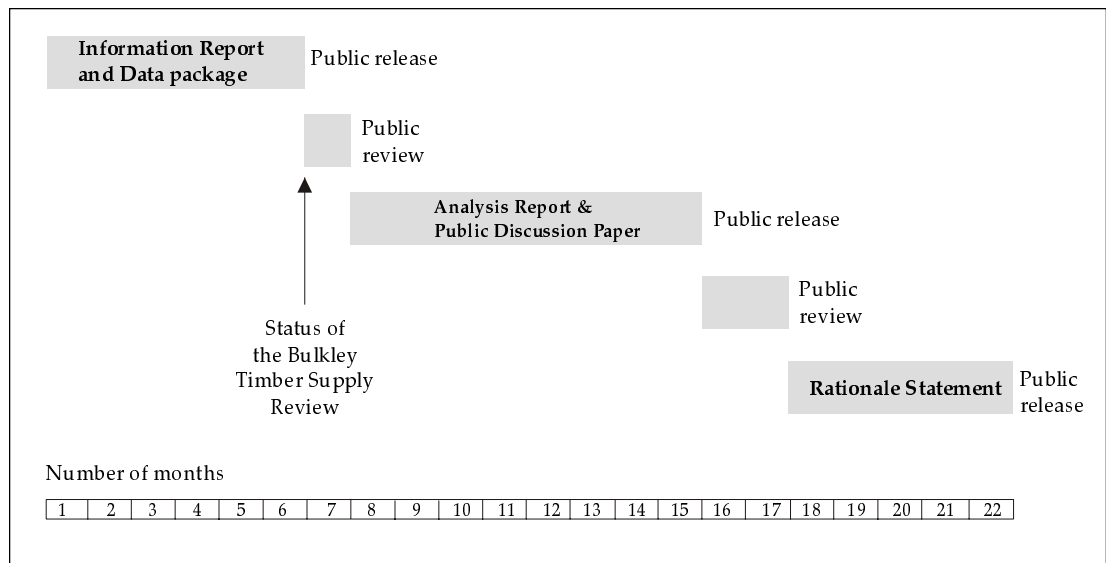 Information Report
and Data package
Public release
Public
review
Analysis Report &
Public Discussion Paper
Public release
Status of
the Bulkley
Timber Supply
Review
Public
review
Rationale Statement
Public
release
Number of months
1 2 3 4 5 6 7 8 9 10 11 12 13 14 15 16 17 18 19 20 21 22